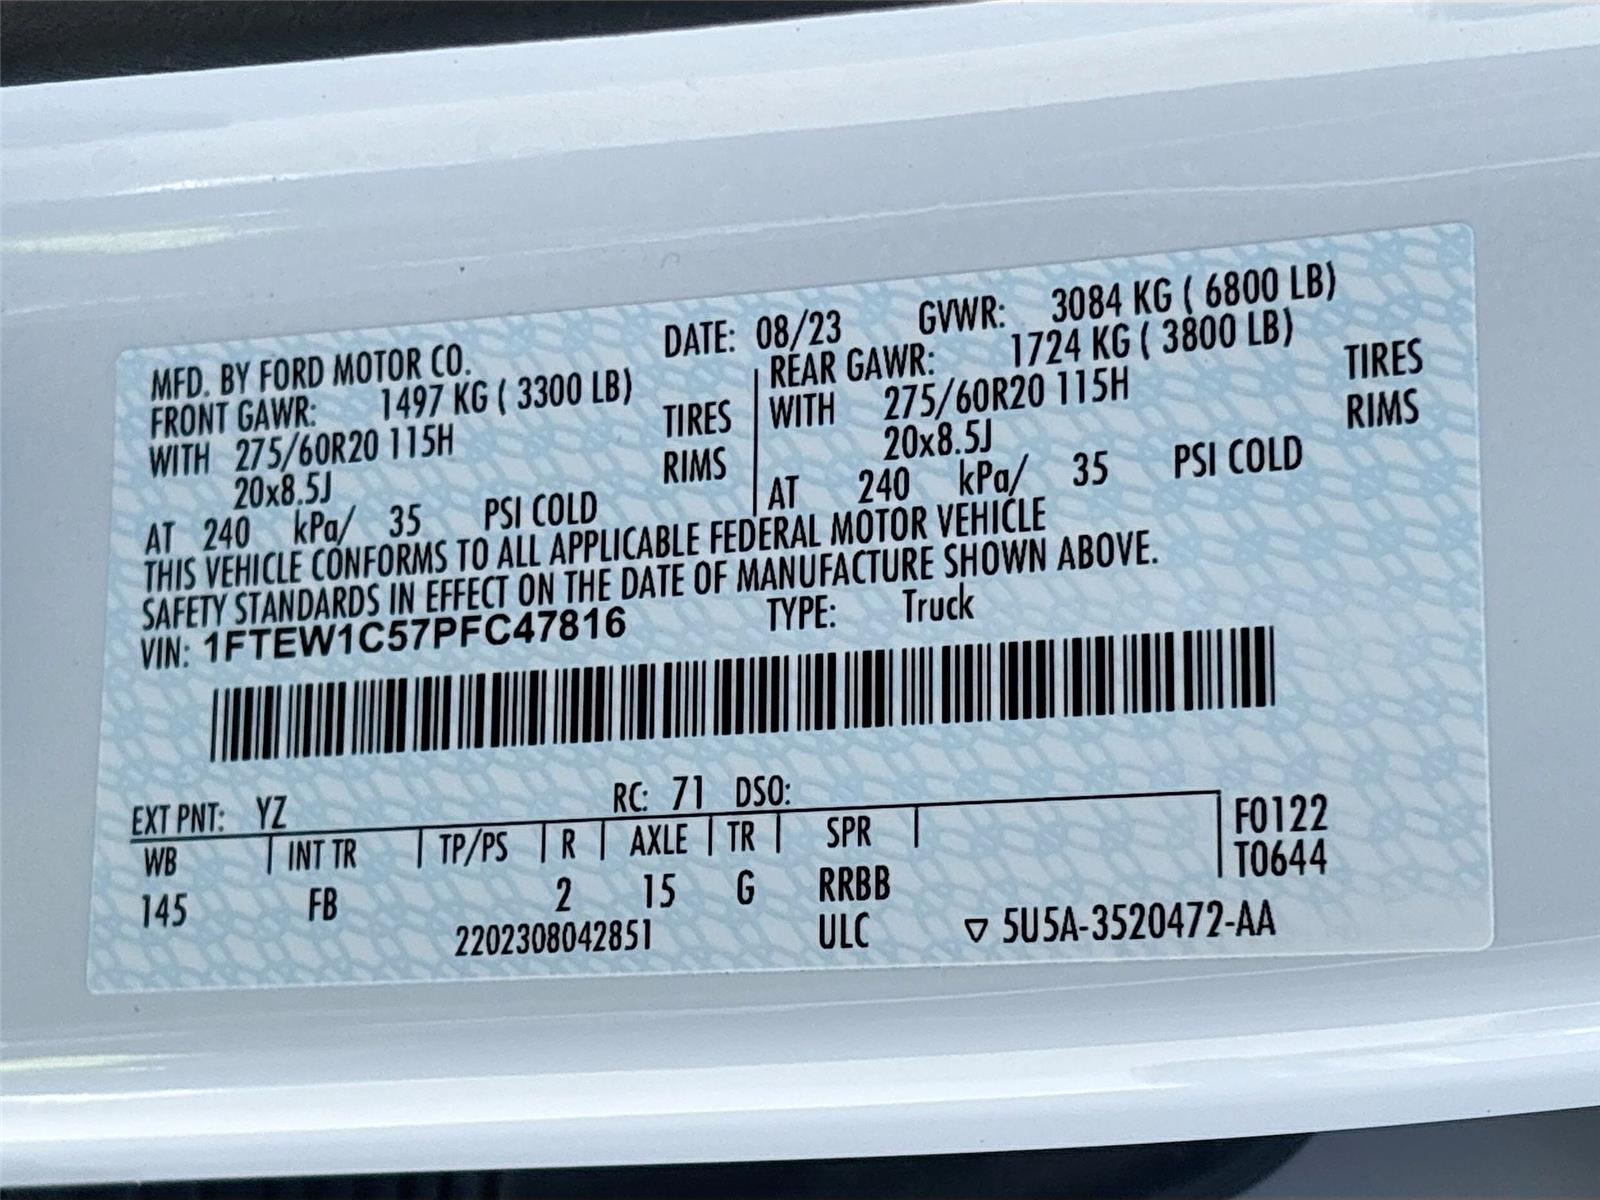 MFD. BY FORD MOTOR CO. DATE: 08/23 GVWR: 3084 KG ( 6800 LB)
FRONT GAWR: 1497 KG ( 3300 LB) REAR GAWR: 1724 KG ( 3800 LB)
WITH 275/60R20 115H TIRES WITH 275/60R20 115H TIRES
20x8.5J RIMS 20x8.5J RIMS
AT 240 kPa/ 35 PSI COLD AT 240 kPa/ 35 PSI COLD
THIS VEHICLE CONFORMS TO ALL APPLICABLE FEDERAL MOTOR VEHICLE
SAFETY STANDARDS IN EFFECT ON THE DATE OF MANUFACTURE SHOWN ABOVE.
VIN: 1FTEW1C57PFC47816 TYPE: Truck
EXT PNT: YZ RC: 71 DSO:
WB INT TR TP/PS R AXLE TR SPR F0122
T0644
145 FB 2 15 G RRBB
2202308042851 ULC ▽ 5U5A-3520472-AA